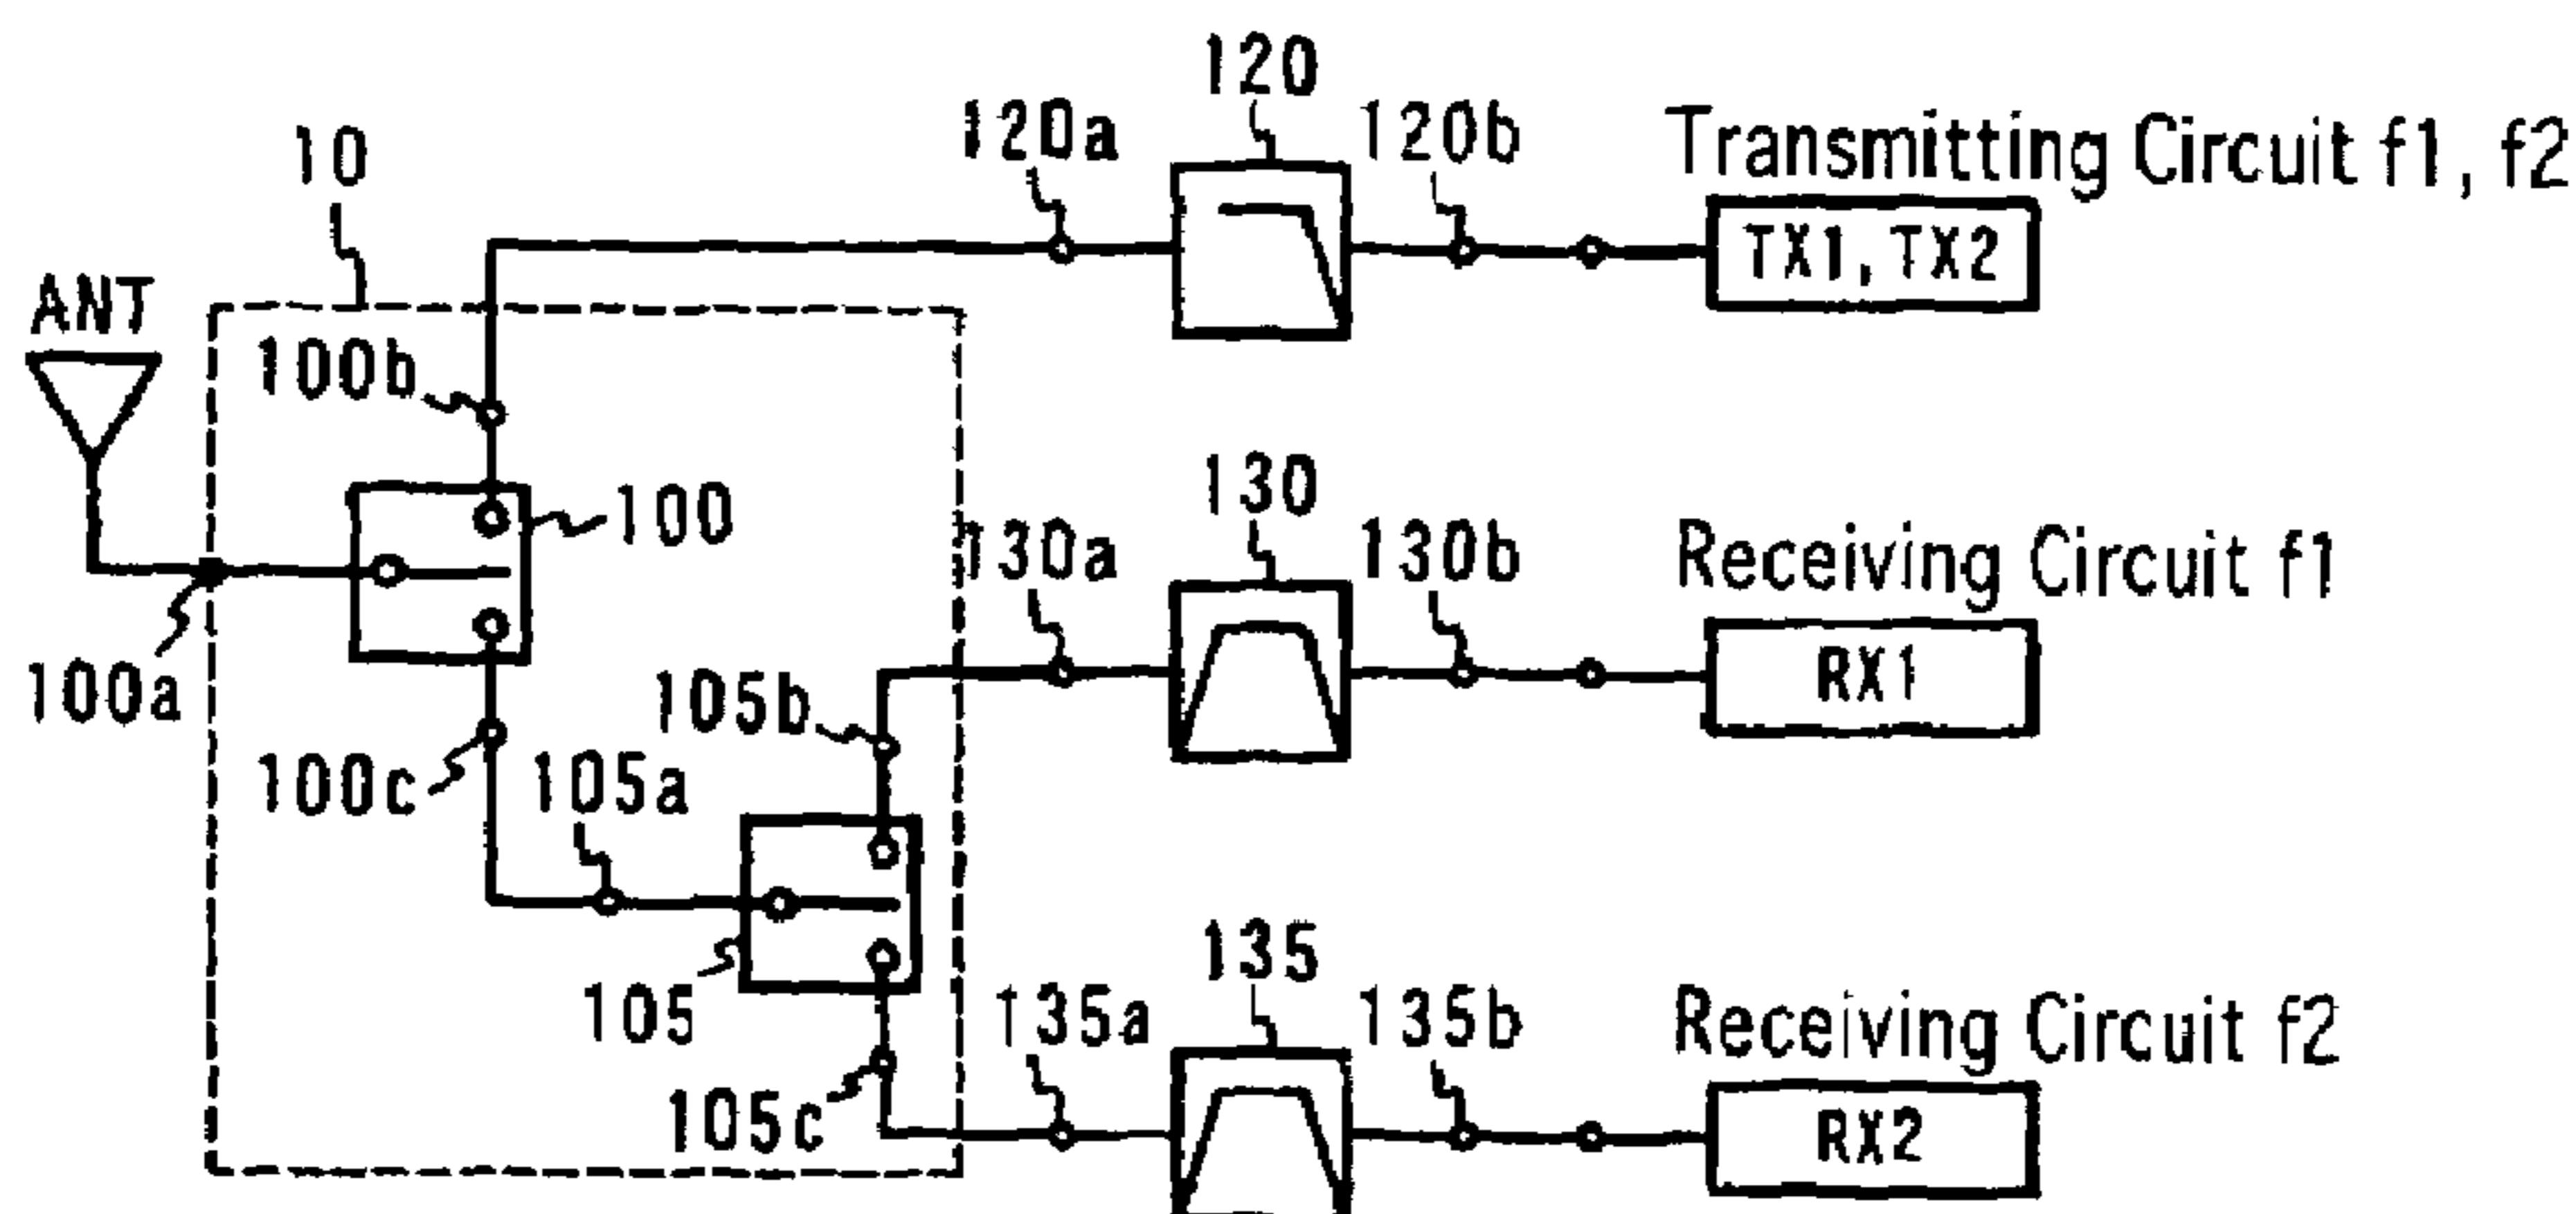 120
120a
120b
Transmitting Circuit f1, f2
10
TX1, TX2
ANT
100b
100
130
130a
130b
Receiving Circuit f1
RX1
100a
105b
100c
105a
105
135
135a
135b
Receiving Circuit f2
105c
RX2